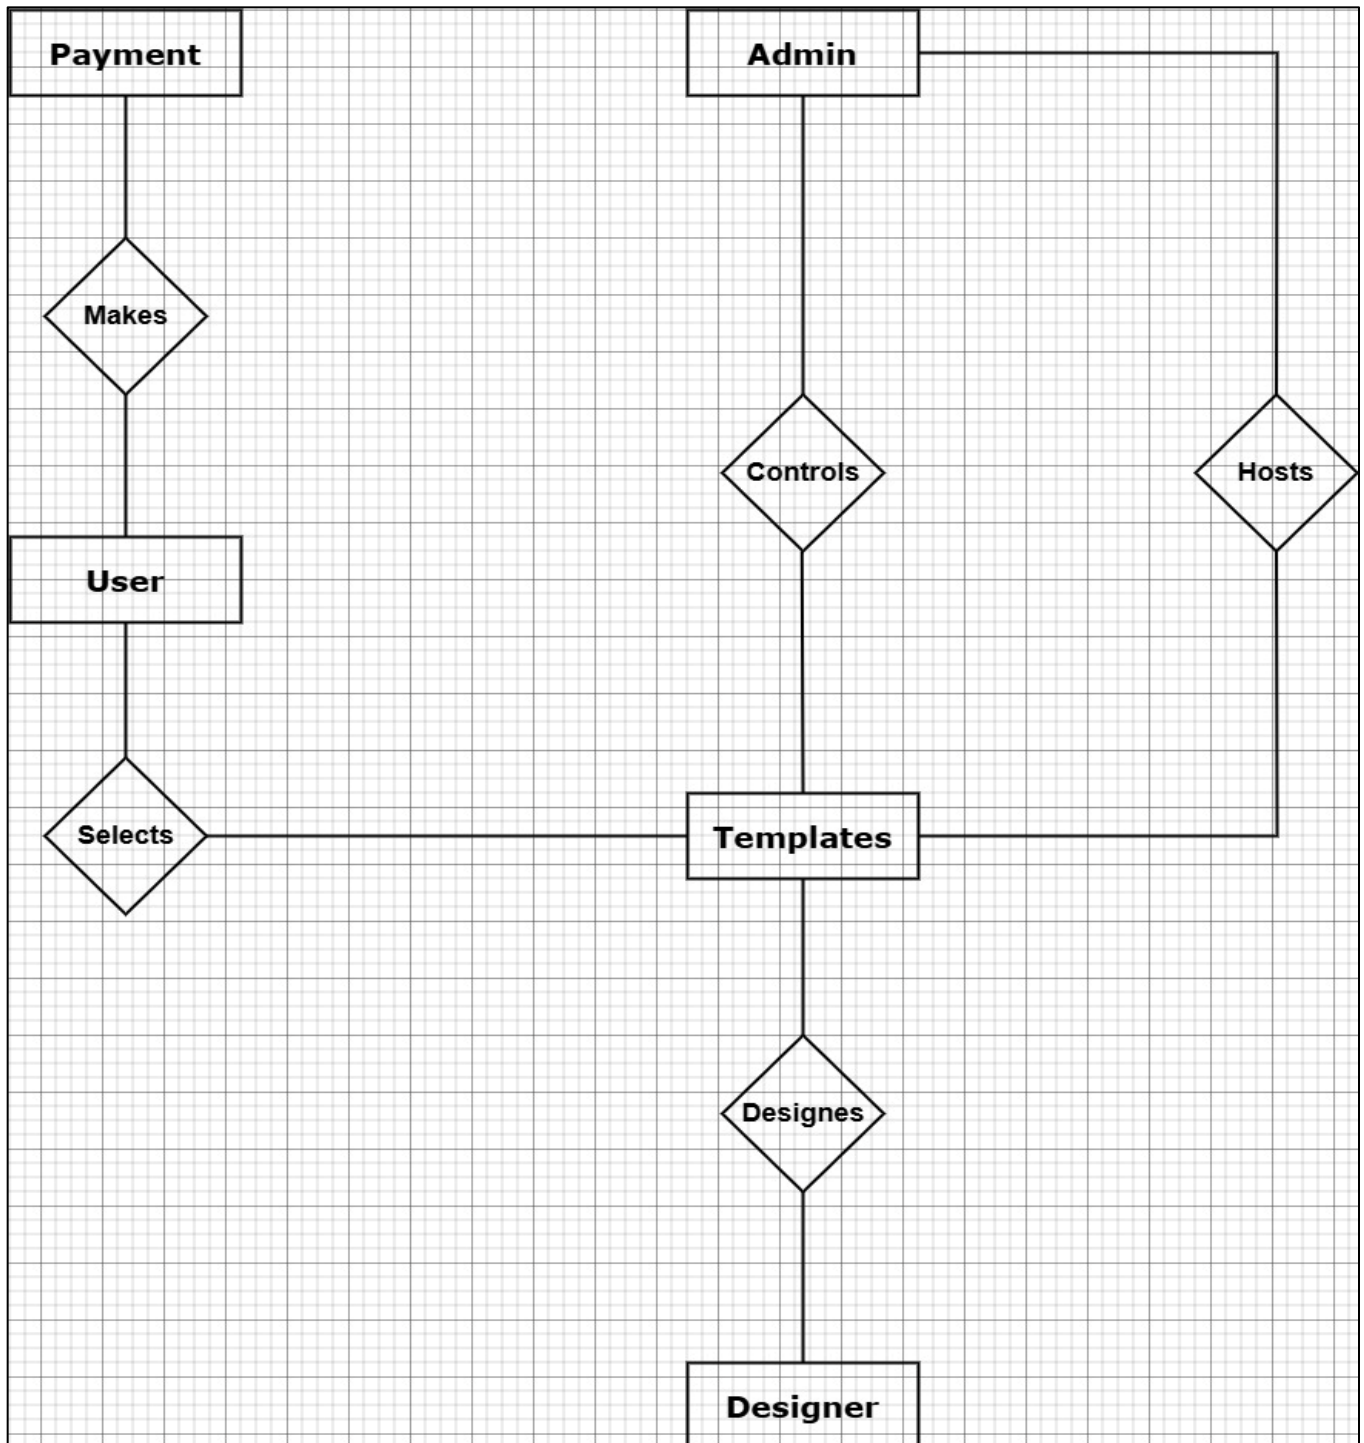 Payment
Admin
Makes
Controls
Hosts
User
Selects
Templates
Designes
Designer